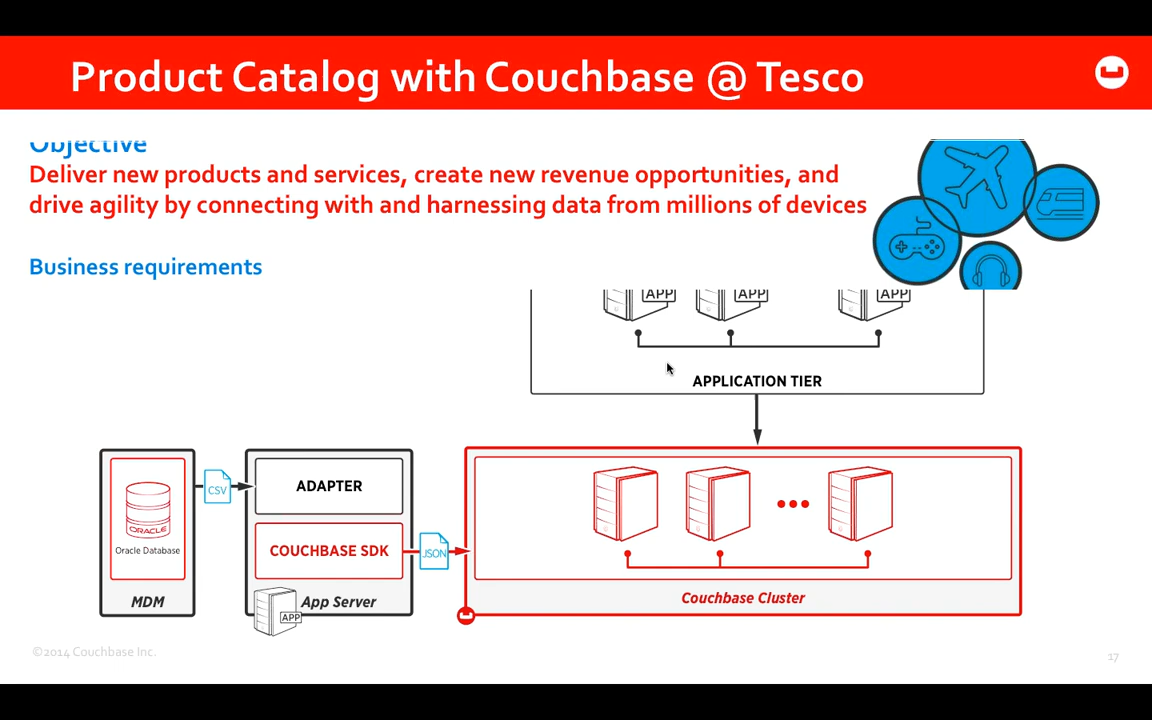 Product Catalog with Couchbase @ Tesco
Objective
Deliver new products and services, create new revenue opportunities, and
drive agility by connecting with and harnessing data from millions of devices
Business requirements
APP APP APP
APPLICATION TIER
ORACLE
Oracle Database
MDM
CSV
ADAPTER
COUCHBASE SDK
APP
App Server
JSON
Couchbase Cluster
©2014 Couchbase Inc.
17